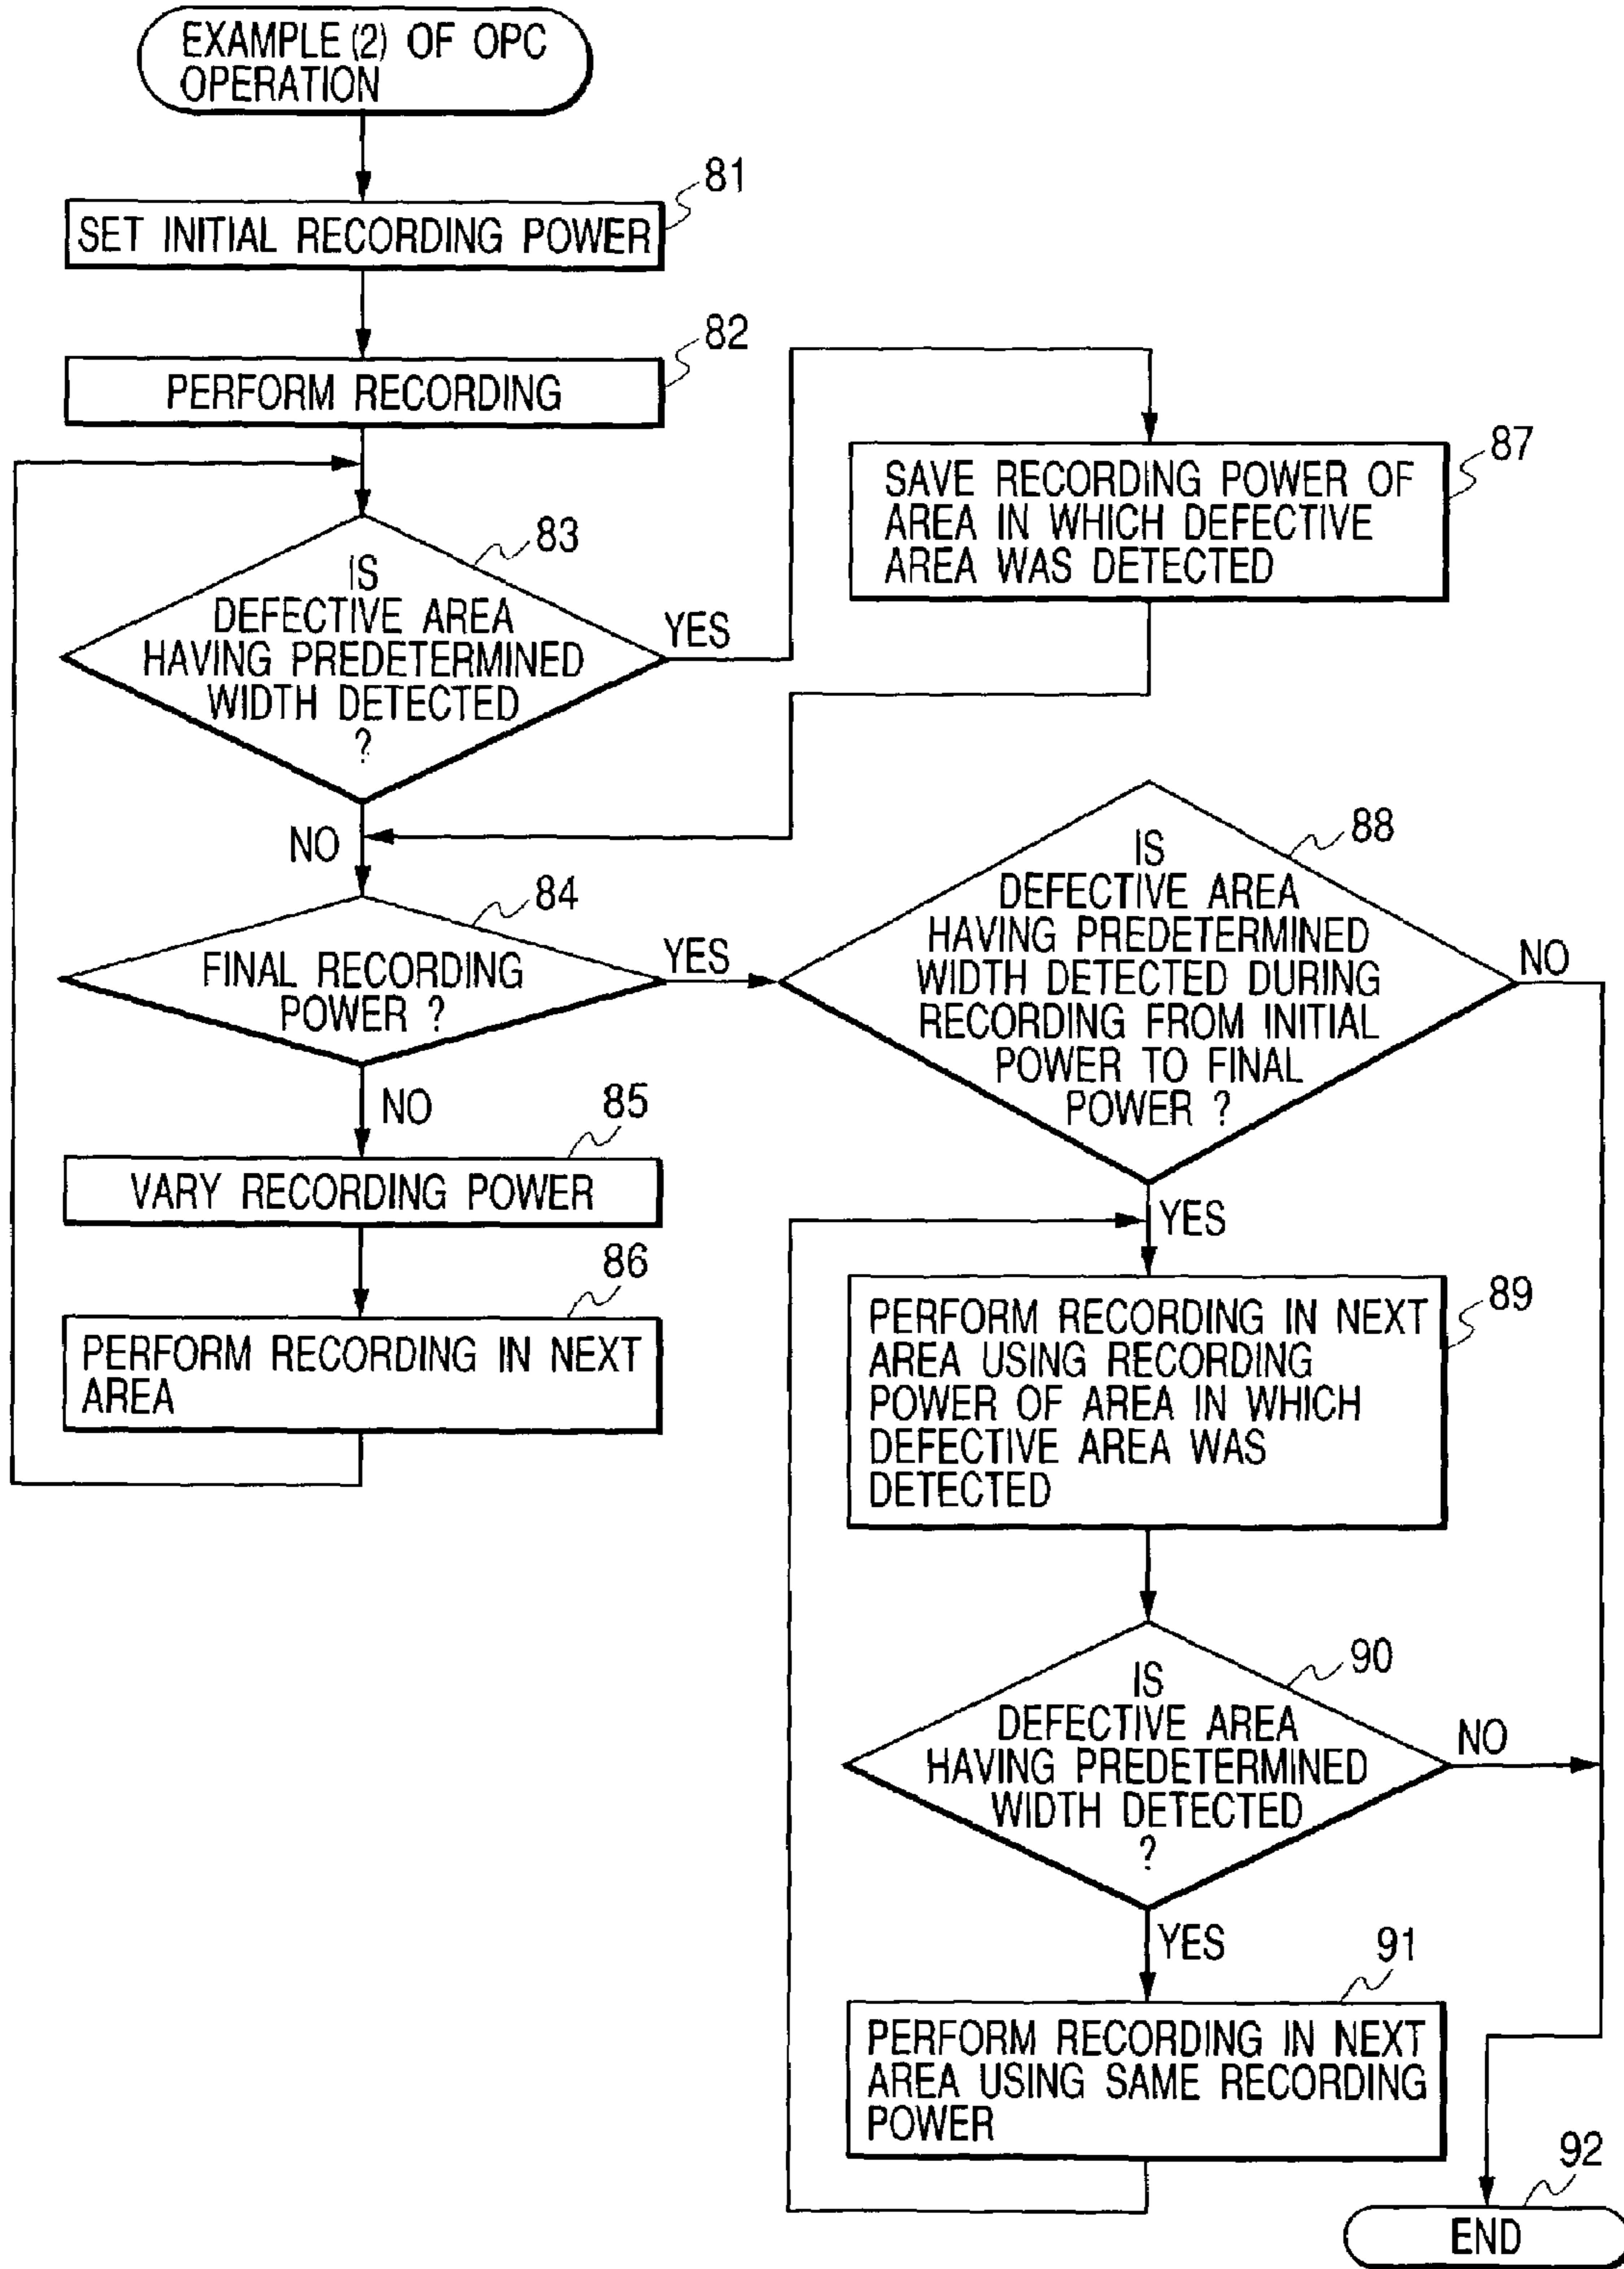 EXAMPLE (2) OF OPC
OPERATION
81
SET INITIAL RECORDING POWER
82
PERFORM RECORDING
83
IS
DEFECTIVE AREA
HAVING PREDETERMINED
WIDTH DETECTED
?
YES
NO
87
SAVE RECORDING POWER OF
AREA IN WHICH DEFECTIVE
AREA WAS DETECTED
84
FINAL RECORDING
POWER ?
YES
NO
85
VARY RECORDING POWER
86
PERFORM RECORDING IN NEXT
AREA
88
IS
DEFECTIVE AREA
HAVING PREDETERMINED
WIDTH DETECTED DURING
RECORDING FROM INITIAL
POWER TO FINAL
POWER ?
NO
YES
89
PERFORM RECORDING IN NEXT
AREA USING RECORDING
POWER OF AREA IN WHICH
DEFECTIVE AREA WAS
DETECTED
90
IS
DEFECTIVE AREA
HAVING PREDETERMINED
WIDTH DETECTED
?
NO
YES
91
PERFORM RECORDING IN NEXT
AREA USING SAME RECORDING
POWER
92
END